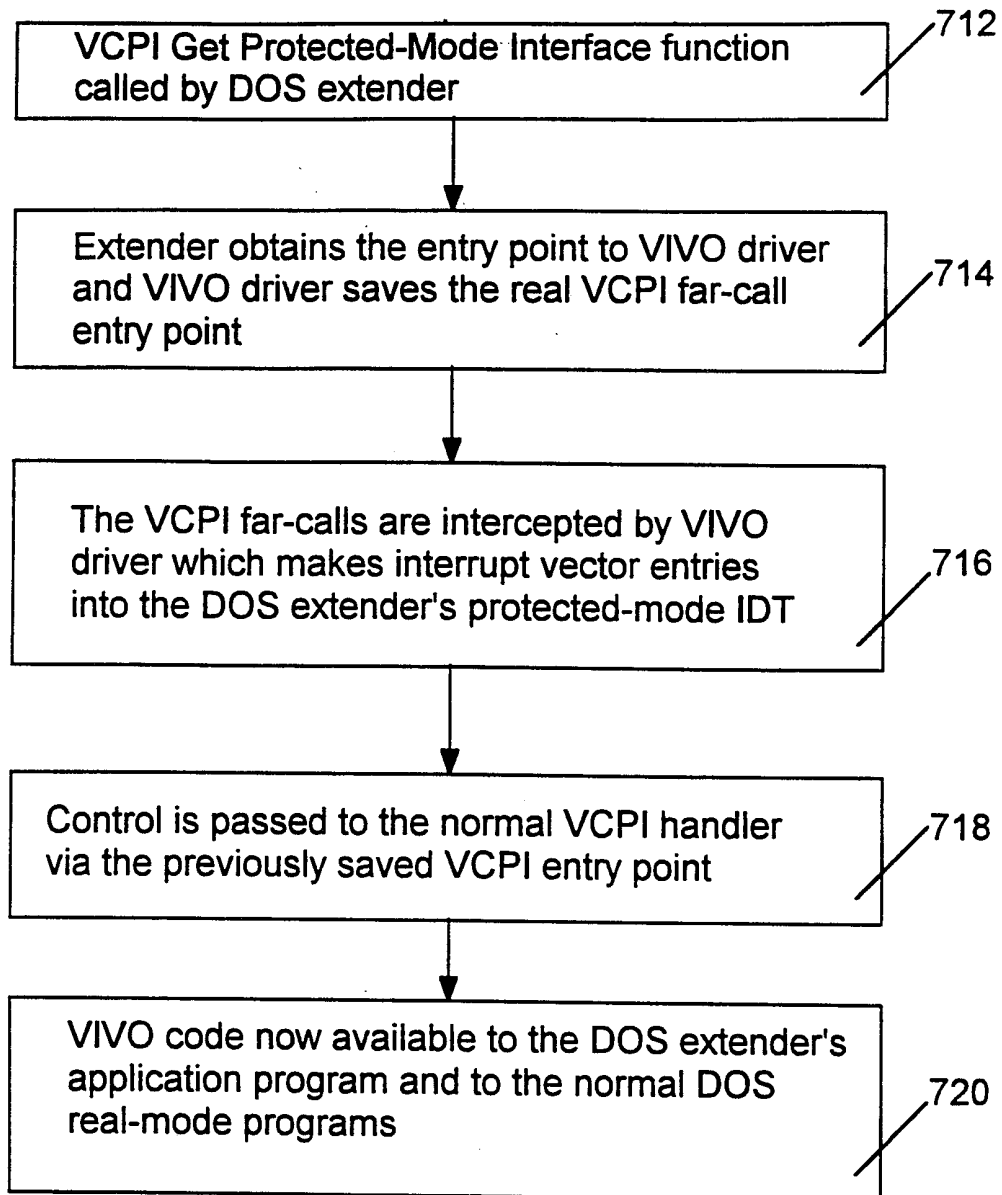 712
VCPI Get Protected-Mode Interface function
called by DOS extender
714
Extender obtains the entry point to VIVO driver
and VIVO driver saves the real VCPI far-call
entry point
716
The VCPI far-calls are intercepted by VIVO
driver which makes interrupt vector entries
into the DOS extender's protected-mode IDT
718
Control is passed to the normal VCPI handler
via the previously saved VCPI entry point
720
VIVO code now available to the DOS extender's
application program and to the normal DOS
real-mode programs